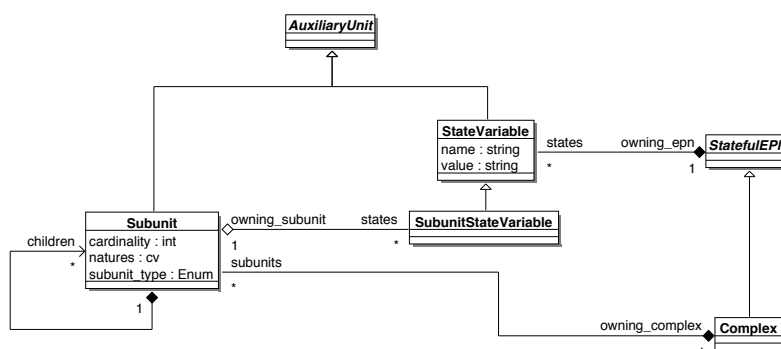 AuxiliaryUnit
StateVariable
name : string
value : string
states
*
owning_epn
1
StatefulEPN
Subunit
cardinality : int
natures : cv
subunit_type : Enum
children
*
1
owning_subunit
1
states
*
SubunitStateVariable
subunits
*
owning_complex
Complex